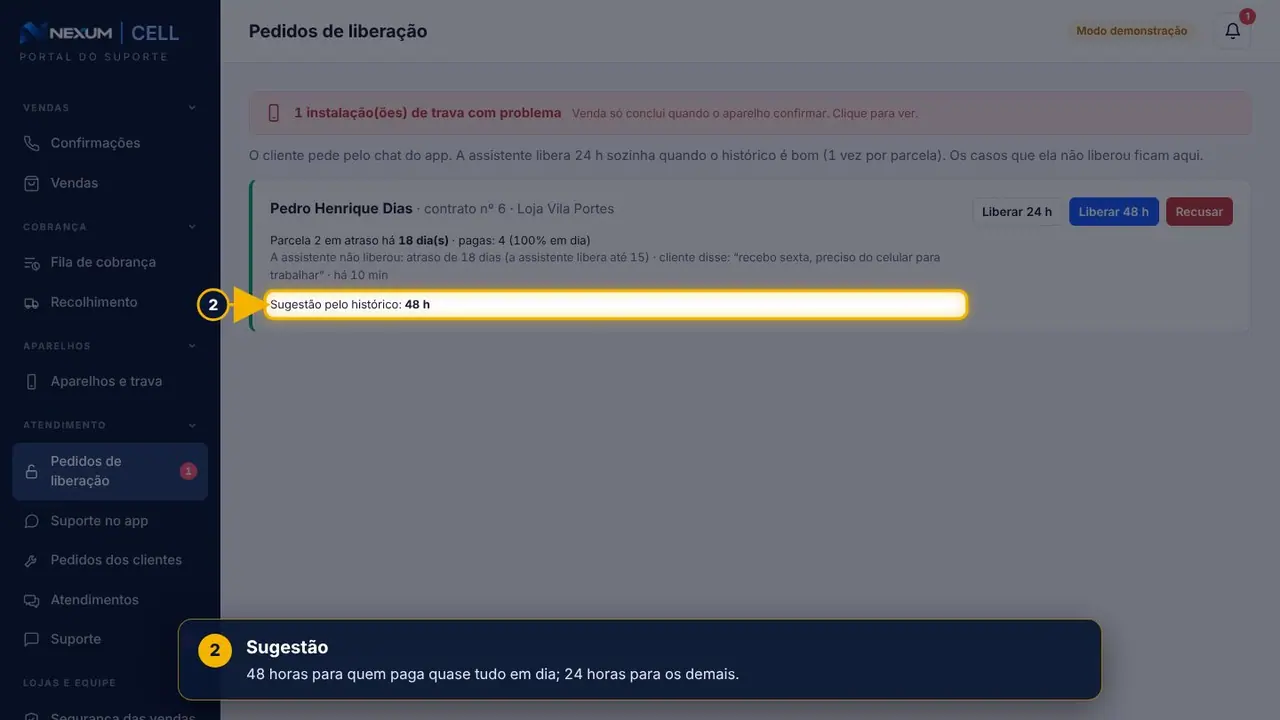 NEXUM | CELL
PORTAL DO SUPORTE
VENDAS
Confirmações
Vendas
COBRANÇA
Fila de cobrança
Recolhimento
APARELHOS
Aparelhos e trava
ATENDIMENTO
Pedidos de
liberação
1
Suporte no app
Pedidos dos clientes
Atendimentos
Suporte
LOJAS E EQUIPE
Segurança das vendas
Pedidos de liberação
Modo demonstração
1
1 instalação(ões) de trava com problema Venda só conclui quando o aparelho confirmar. Clique para ver.
O cliente pede pelo chat do app. A assistente libera 24 h sozinha quando o histórico é bom (1 vez por parcela). Os casos que ela não liberou ficam aqui.
Pedro Henrique Dias · contrato nº 6 · Loja Vila Portes
Liberar 24 h
Liberar 48 h
Recusar
Parcela 2 em atraso há 18 dia(s) · pagas: 4 (100% em dia)
A assistente não liberou: atraso de 18 dias (a assistente libera até 15) · cliente disse: "recebo sexta, preciso do celular para
trabalhar" · há 10 min
2
Sugestão pelo histórico: 48 h
2
Sugestão
48 horas para quem paga quase tudo em dia; 24 horas para os demais.